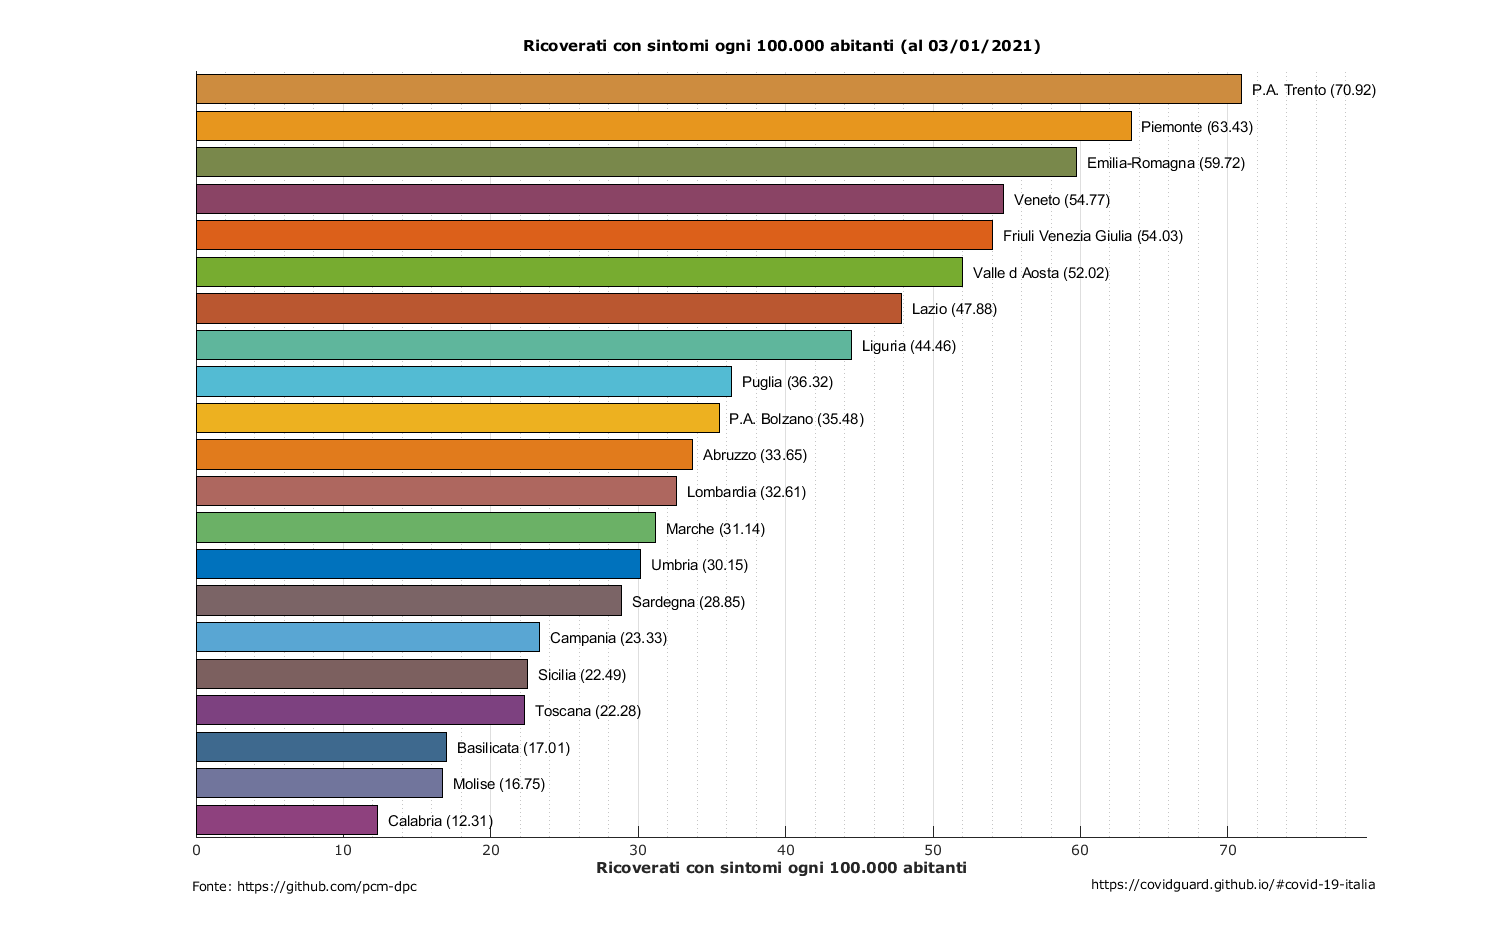 Ricoverati con sintomi ogni 100.000 abitanti (al 03/01/2021)
P.A. Trento (70.92)
Piemonte (63.43)
Emilia-Romagna (59.72)
Veneto (54.77)
Friuli Venezia Giulia (54.03)
Valle d Aosta (52.02)
Lazio (47.88)
Liguria (44.46)
Puglia (36.32)
P.A. Bolzano (35.48)
Abruzzo (33.65)
Lombardia (32.61)
Marche (31.14)
Umbria (30.15)
Sardegna (28.85)
Campania (23.33)
Sicilia (22.49)
Toscana (22.28)
Basilicata (17.01)
Molise (16.75)
Calabria (12.31)
0 10 20 30 40 50 60 70
Ricoverati con sintomi ogni 100.000 abitanti
Fonte: https://github.com/pcm-dpc
https://covidguard.github.io/#covid-19-italia